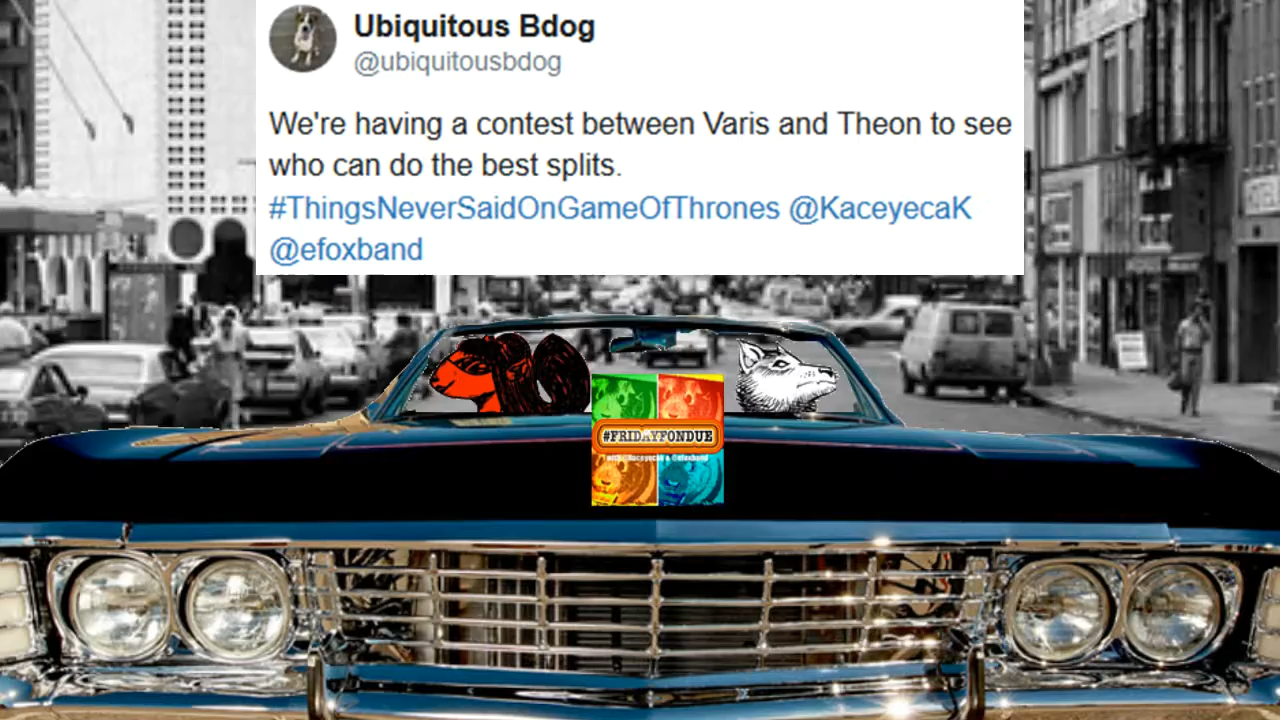 Ubiquitous Bdog
@ubiquitousbdog
We're having a contest between Varis and Theon to see
who can do the best splits.
#ThingsNeverSaidOnGameOfThrones @KaceyecaK
@efoxband
#FRIDAYFONDUE